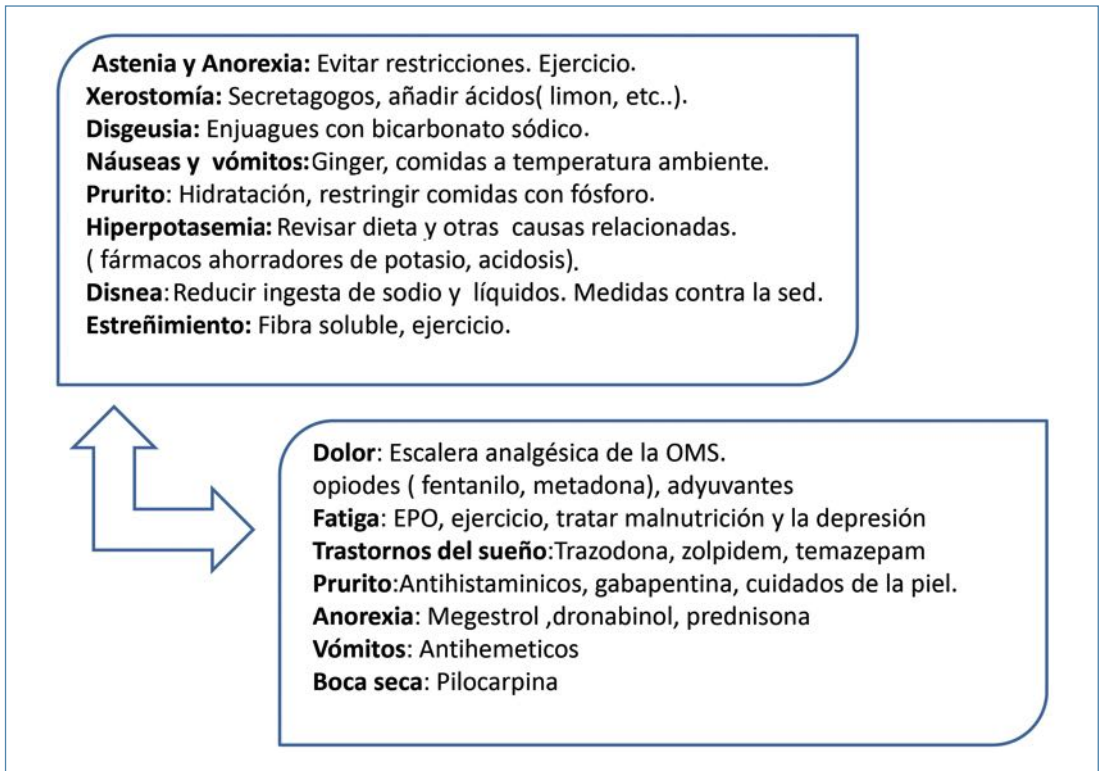 Astenia y Anorexia: Evitar restricciones. Ejercicio.
Xerostomía: Secretagogos, añadir ácidos( limon, etc..).
Disgeusia: Enjuagues con bicarbonato sódico.
Náuseas y vómitos:Ginger, comidas a temperatura ambiente.
Prurito: Hidratación, restringir comidas con fósforo.
Hiperpotasemia: Revisar dieta y otras causas relacionadas.
( fármacos ahorradores de potasio, acidosis).
Disnea: Reducir ingesta de sodio y líquidos. Medidas contra la sed.
Estreñimiento: Fibra soluble, ejercicio.
Dolor: Escalera analgésica de la OMS.
opiodes ( fentanilo, metadona), adyuvantes
Fatiga: EPO, ejercicio, tratar malnutrición y la depresión
Trastornos del sueño:Trazodona, zolpidem, temazepam
Prurito:Antihistaminicos, gabapentina, cuidados de la piel.
Anorexia: Megestrol ,dronabinol, prednisona
Vómitos: Antihemeticos
Boca seca: Pilocarpina